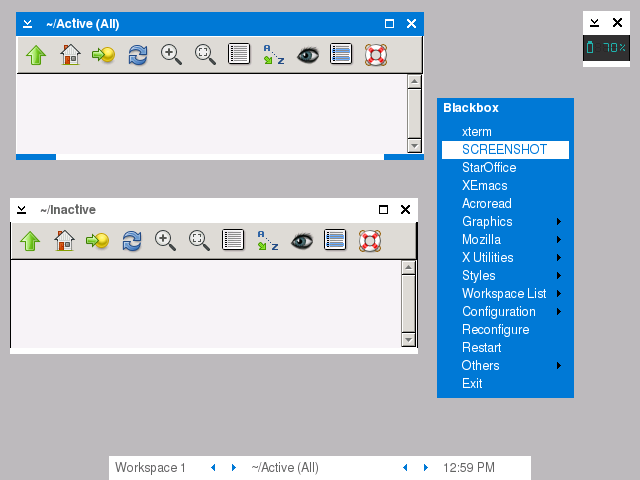 ~/Active (All)
70%
Blackbox
xterm
SCREENSHOT
StarOffice
XEmacs
Acroread
Graphics
Mozilla
X Utilities
Styles
Workspace List
Configuration
Reconfigure
Restart
Others
Exit
~/Inactive
Workspace 1 ~/Active (All) 12:59 PM